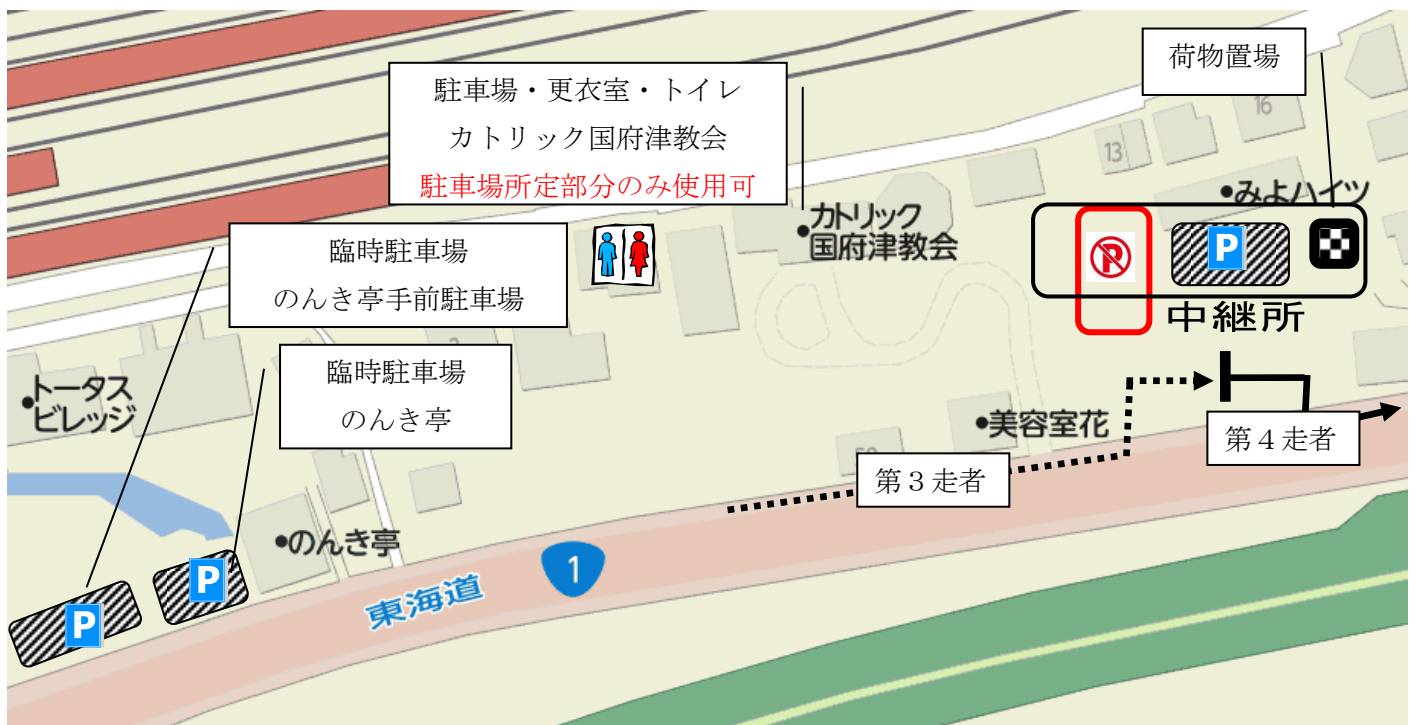 荷物置場
駐車場・更衣室・トイレ
カトリック国府津教会
駐車場所定部分のみ使用可
16
13
みよハイツ
カトリック
国府津教会
P
P
臨時駐車場
のんき亭手前駐車場
中継所
臨時駐車場
のんき亭
トータス
ビレッジ
美容室花
第4走者
第3走者
のんき亭
P
P
東海道
1